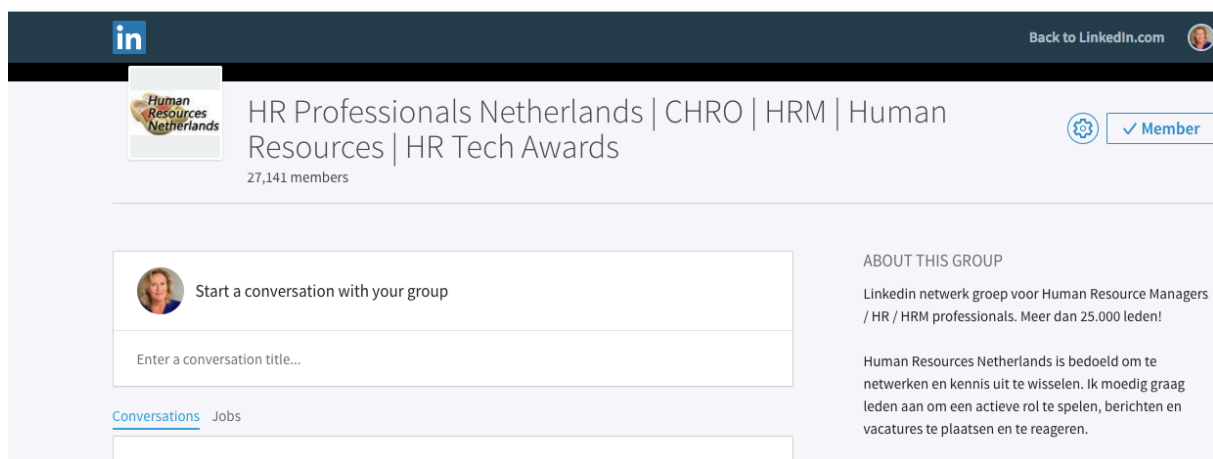 in
Back to LinkedIn.com
Human
Resources
Netherlands
HR Professionals Netherlands | CHRO | HRM | Human
Resources | HR Tech Awards
27,141 members
✓ Member
Start a conversation with your group
Enter a conversation title...
Conversations Jobs
ABOUT THIS GROUP
Linkedin netwerk groep voor Human Resource Managers
/ HR / HRM professionals. Meer dan 25.000 leden!
Human Resources Netherlands is bedoeld om te
netwerken en kennis uit te wisselen. Ik moedig graag
leden aan om een actieve rol te spelen, berichten en
vacatures te plaatsen en te reageren.